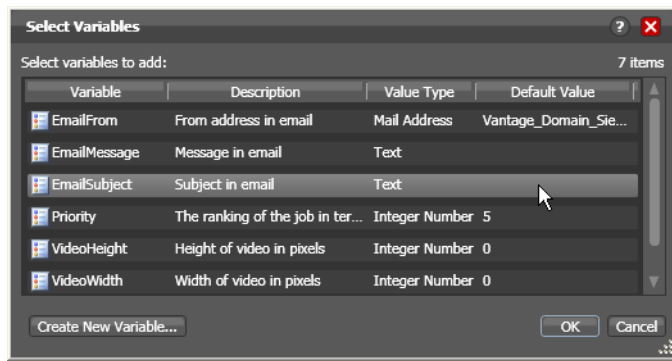 Select Variables
?
X
Select variables to add: 7 items
Variable Description Value Type Default Value
EmailFrom From address in email Mail Address Vantage_Domain_Sie...
EmailMessage Message in email Text
EmailSubject Subject in email Text
Priority The ranking of the job in ter... Integer Number 5
VideoHeight Height of video in pixels Integer Number 0
VideoWidth Width of video in pixels Integer Number 0
Create New Variable... OK Cancel